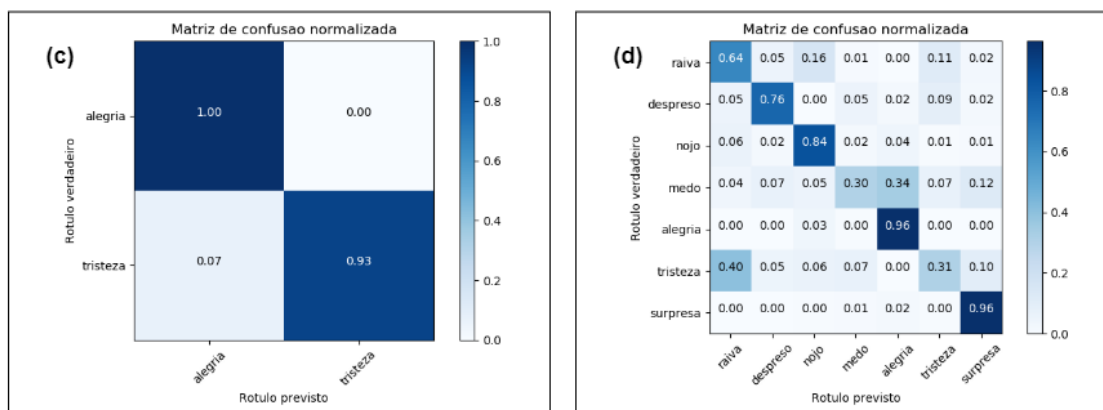 Matriz de confusao normalizada
(c)
alegria
tristeza
Rotulo verdadeiro
1.00 0.00
0.07 0.93
alegria tristeza
Rotulo previsto
1.0
0.8
0.6
0.4
0.2
0.0
Matriz de confusao normalizada
(d)
Rotulo verdadeiro
raiva 0.64 0.05 0.16 0.01 0.00 0.11 0.02
despreso 0.05 0.76 0.00 0.05 0.02 0.09 0.02
nojo 0.06 0.02 0.84 0.02 0.04 0.01 0.01
medo 0.04 0.07 0.05 0.30 0.34 0.07 0.12
alegria 0.00 0.00 0.03 0.00 0.96 0.00 0.00
tristeza 0.40 0.05 0.06 0.07 0.00 0.31 0.10
surpresa 0.00 0.00 0.00 0.01 0.02 0.00 0.96
raiva despreso nojo medo alegria tristeza surpresa
Rotulo previsto
0.8
0.6
0.4
0.2
0.0